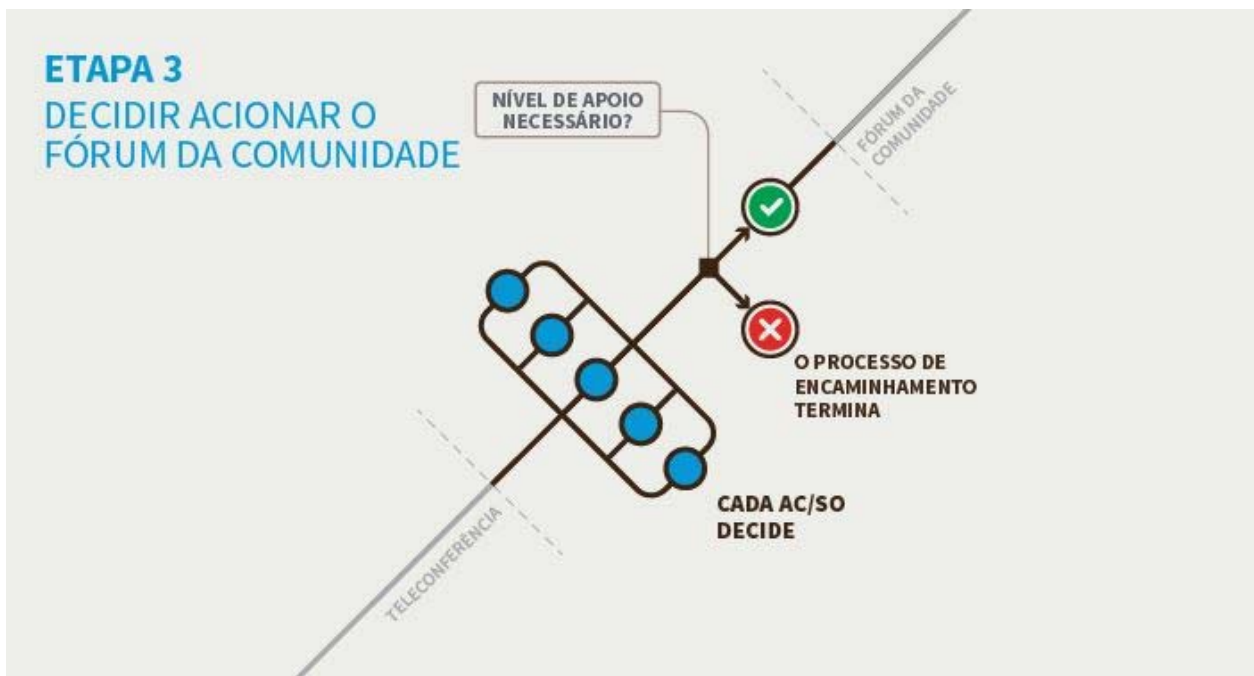 ETAPA 3
DECIDIR ACIONAR O
FÓRUM DA COMUNIDADE
NÍVEL DE APOIO
NECESSÁRIO?
FÓRUM DA
COMUNIDADE
O PROCESSO DE
ENCAMINHAMENTO
TERMINA
CADA AC/SO
DECIDE
TELECONFERÊNCIA